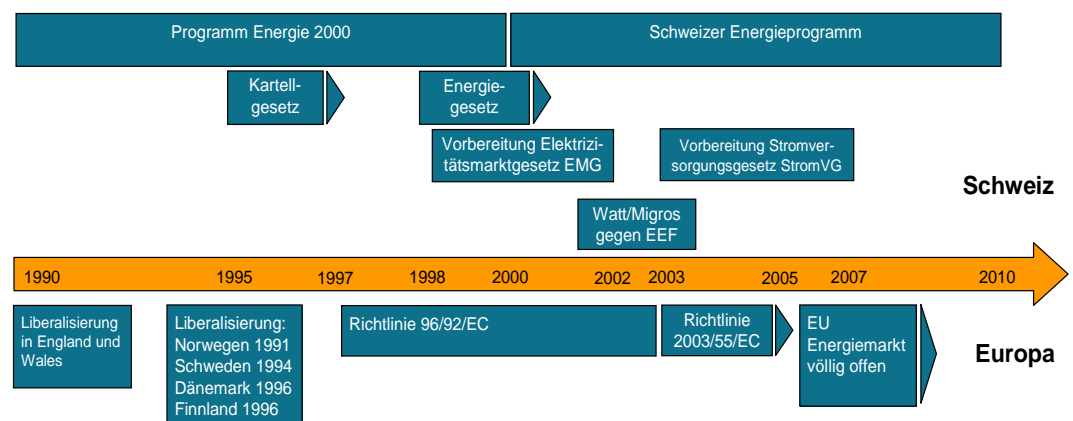 Programm Energie 2000
Schweizer Energieprogramm
Kartell-
gesetz
Energie-
gesetz
Vorbereitung Elektrizi-
tätsmarktgesetz EMG
Vorbereitung Stromver-
sorgungsgesetz StromVG
Schweiz
Watt/Migros
gegen EEF
1990 1995 1997 1998 2000 2002 2003 2005 2007 2010
Liberalisierung
in England und
Wales
Liberalisierung:
Norwegen 1991
Schweden 1994
Dänemark 1996
Finnland 1996
Richtlinie 96/92/EC
Richtlinie
2003/55/EC
EU
Energiemarkt
völlig offen
Europa